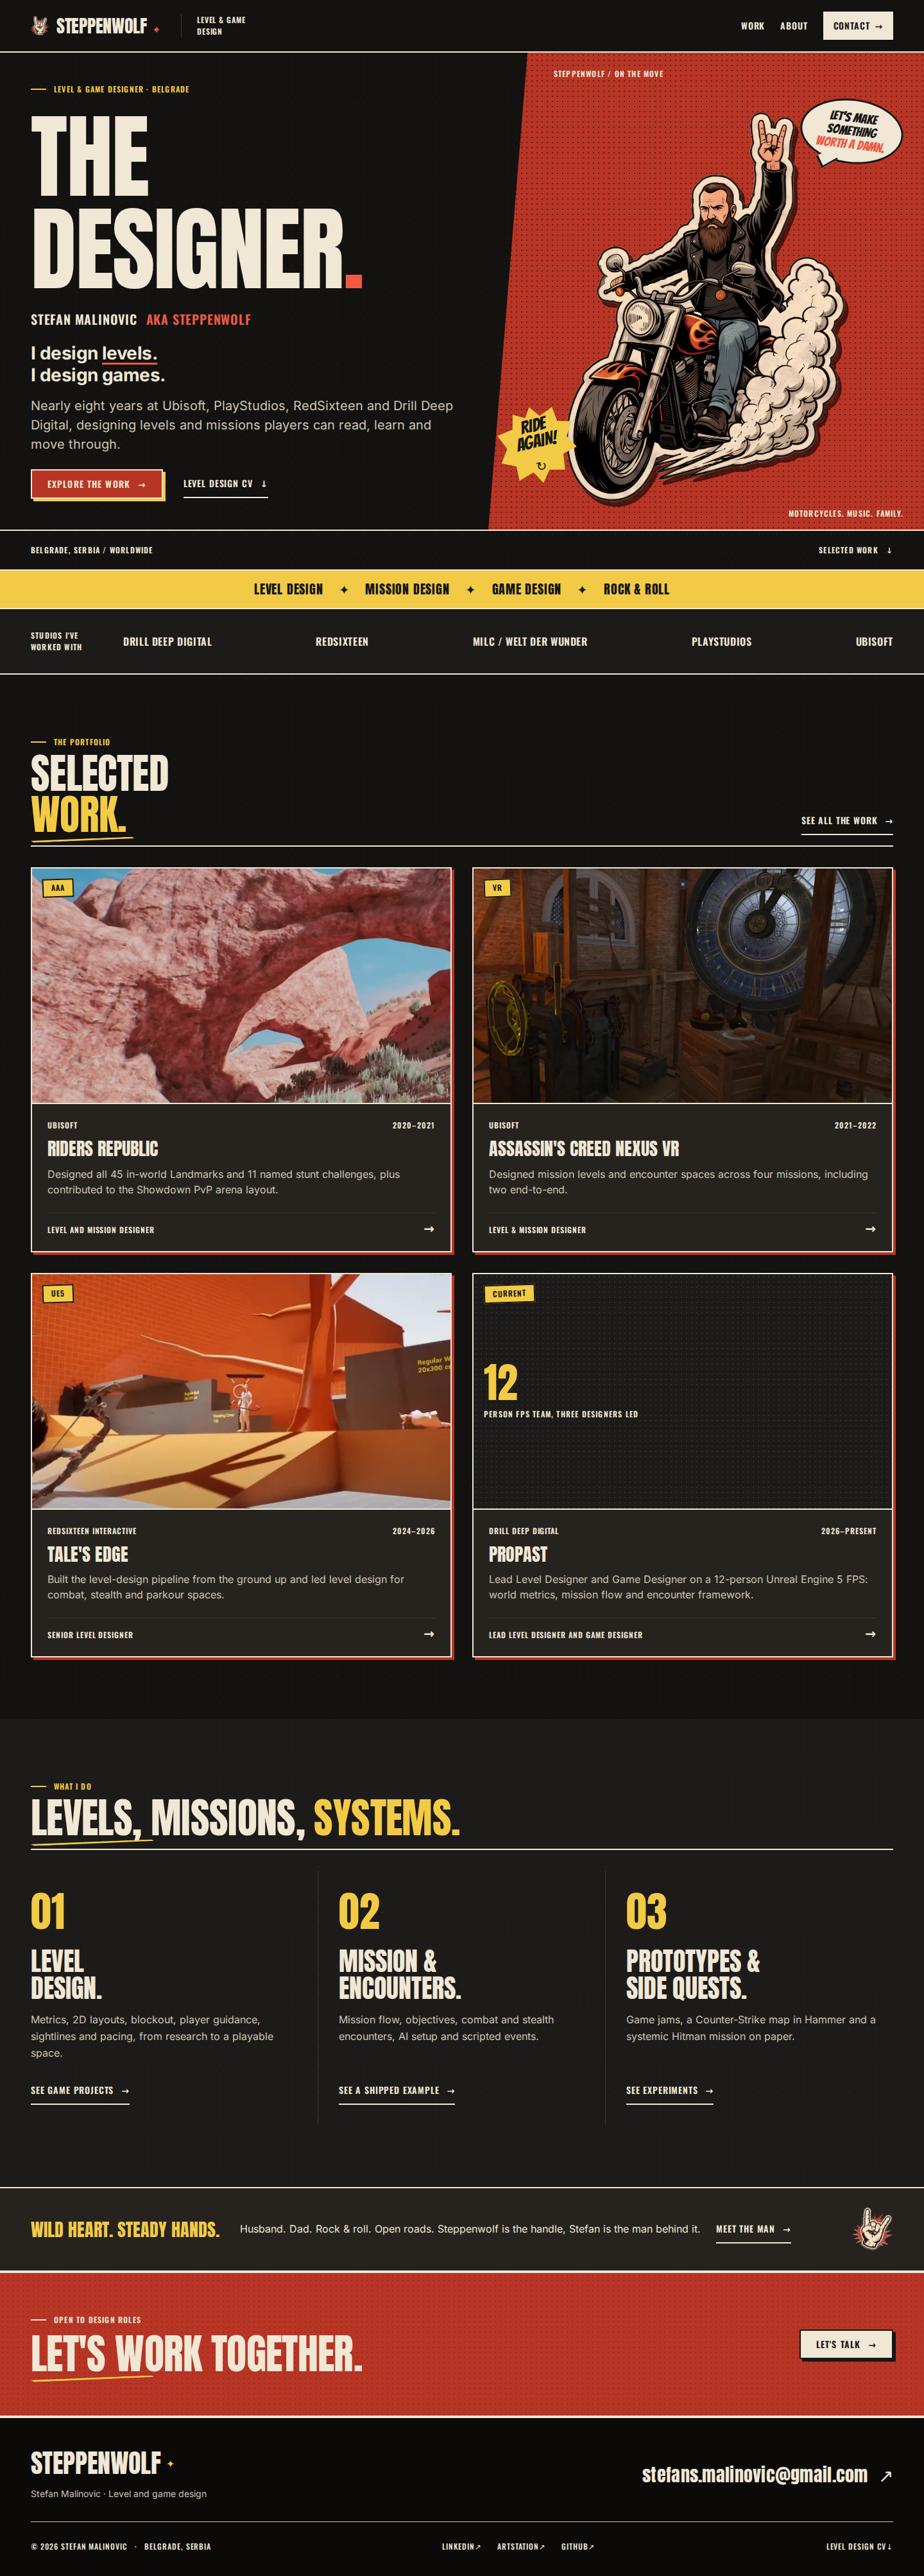 STEPPENWOLF
LEVEL & GAME
DESIGN
WORK ABOUT CONTACT →
LEVEL & GAME DESIGNER · BELGRADE
THE
DESIGNER.
STEFAN MALINOVIC AKA STEPPENWOLF
I design levels.
I design games.
Nearly eight years at Ubisoft, PlayStudios, RedSixteen and Drill Deep
Digital, designing levels and missions players can read, learn and
move through.
EXPLORE THE WORK →
LEVEL DESIGN CV ↓
STEPPENWOLF / ON THE MOVE
LET'S MAKE
SOMETHING
WORTH A DAMN.
RIDE
AGAIN!
↻
MOTORCYCLES. MUSIC. FAMILY.
BELGRADE, SERBIA / WORLDWIDE
SELECTED WORK ↓
LEVEL DESIGN ✦ MISSION DESIGN ✦ GAME DESIGN ✦ ROCK & ROLL
STUDIOS I'VE
WORKED WITH
DRILL DEEP DIGITAL
REDSIXTEEN
MILC / WELT DER WUNDER
PLAYSTUDIOS
UBISOFT
THE PORTFOLIO
SELECTED
WORK.
SEE ALL THE WORK →
AAA
UBISOFT 2020–2021
RIDERS REPUBLIC
Designed all 45 in-world Landmarks and 11 named stunt challenges, plus
contributed to the Showdown PvP arena layout.
LEVEL AND MISSION DESIGNER →
VR
UBISOFT 2021–2022
ASSASSIN'S CREED NEXUS VR
Designed mission levels and encounter spaces across four missions, including
two end-to-end.
LEVEL & MISSION DESIGNER →
UE5
Regular W
20x300 c
REDSIXTEEN INTERACTIVE 2024–2026
TALE'S EDGE
Built the level-design pipeline from the ground up and led level design for
combat, stealth and parkour spaces.
SENIOR LEVEL DESIGNER →
CURRENT
12
PERSON FPS TEAM, THREE DESIGNERS LED
DRILL DEEP DIGITAL 2026–PRESENT
PROPAST
Lead Level Designer and Game Designer on a 12-person Unreal Engine 5 FPS:
world metrics, mission flow and encounter framework.
LEAD LEVEL DESIGNER AND GAME DESIGNER →
WHAT I DO
LEVELS, MISSIONS, SYSTEMS.
01
LEVEL
DESIGN.
Metrics, 2D layouts, blockout, player guidance,
sightlines and pacing, from research to a playable
space.
SEE GAME PROJECTS →
02
MISSION &
ENCOUNTERS.
Mission flow, objectives, combat and stealth
encounters, AI setup and scripted events.
SEE A SHIPPED EXAMPLE →
03
PROTOTYPES &
SIDE QUESTS.
Game jams, a Counter-Strike map in Hammer and a
systemic Hitman mission on paper.
SEE EXPERIMENTS →
WILD HEART. STEADY HANDS.
Husband. Dad. Rock & roll. Open roads. Steppenwolf is the handle, Stefan is the man behind it.
MEET THE MAN →
OPEN TO DESIGN ROLES
LET'S WORK TOGETHER.
LET'S TALK →
STEPPENWOLF
Stefan Malinovic · Level and game design
stefans.malinovic@gmail.com ↗
© 2026 STEFAN MALINOVIC · BELGRADE, SERBIA
LINKEDIN↗ ARTSTATION↗ GITHUB↗
LEVEL DESIGN CV↓